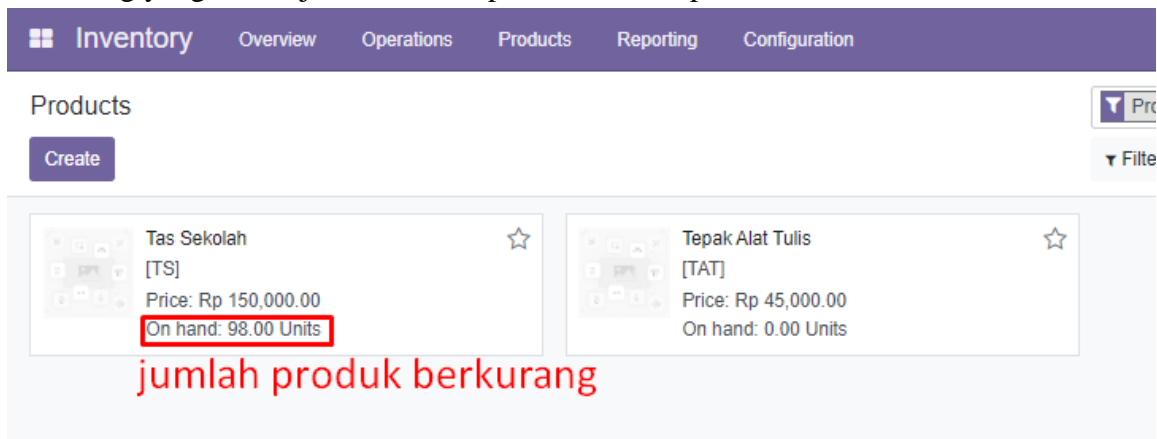 Inventory Overview Operations Products Reporting Configuration
Products
Create
Filte
Tas Sekolah
[TS]
Price: Rp 150,000.00
On hand: 98.00 Units
Tepak Alat Tulis
[TAT]
Price: Rp 45,000.00
On hand: 0.00 Units
jumlah produk berkurang